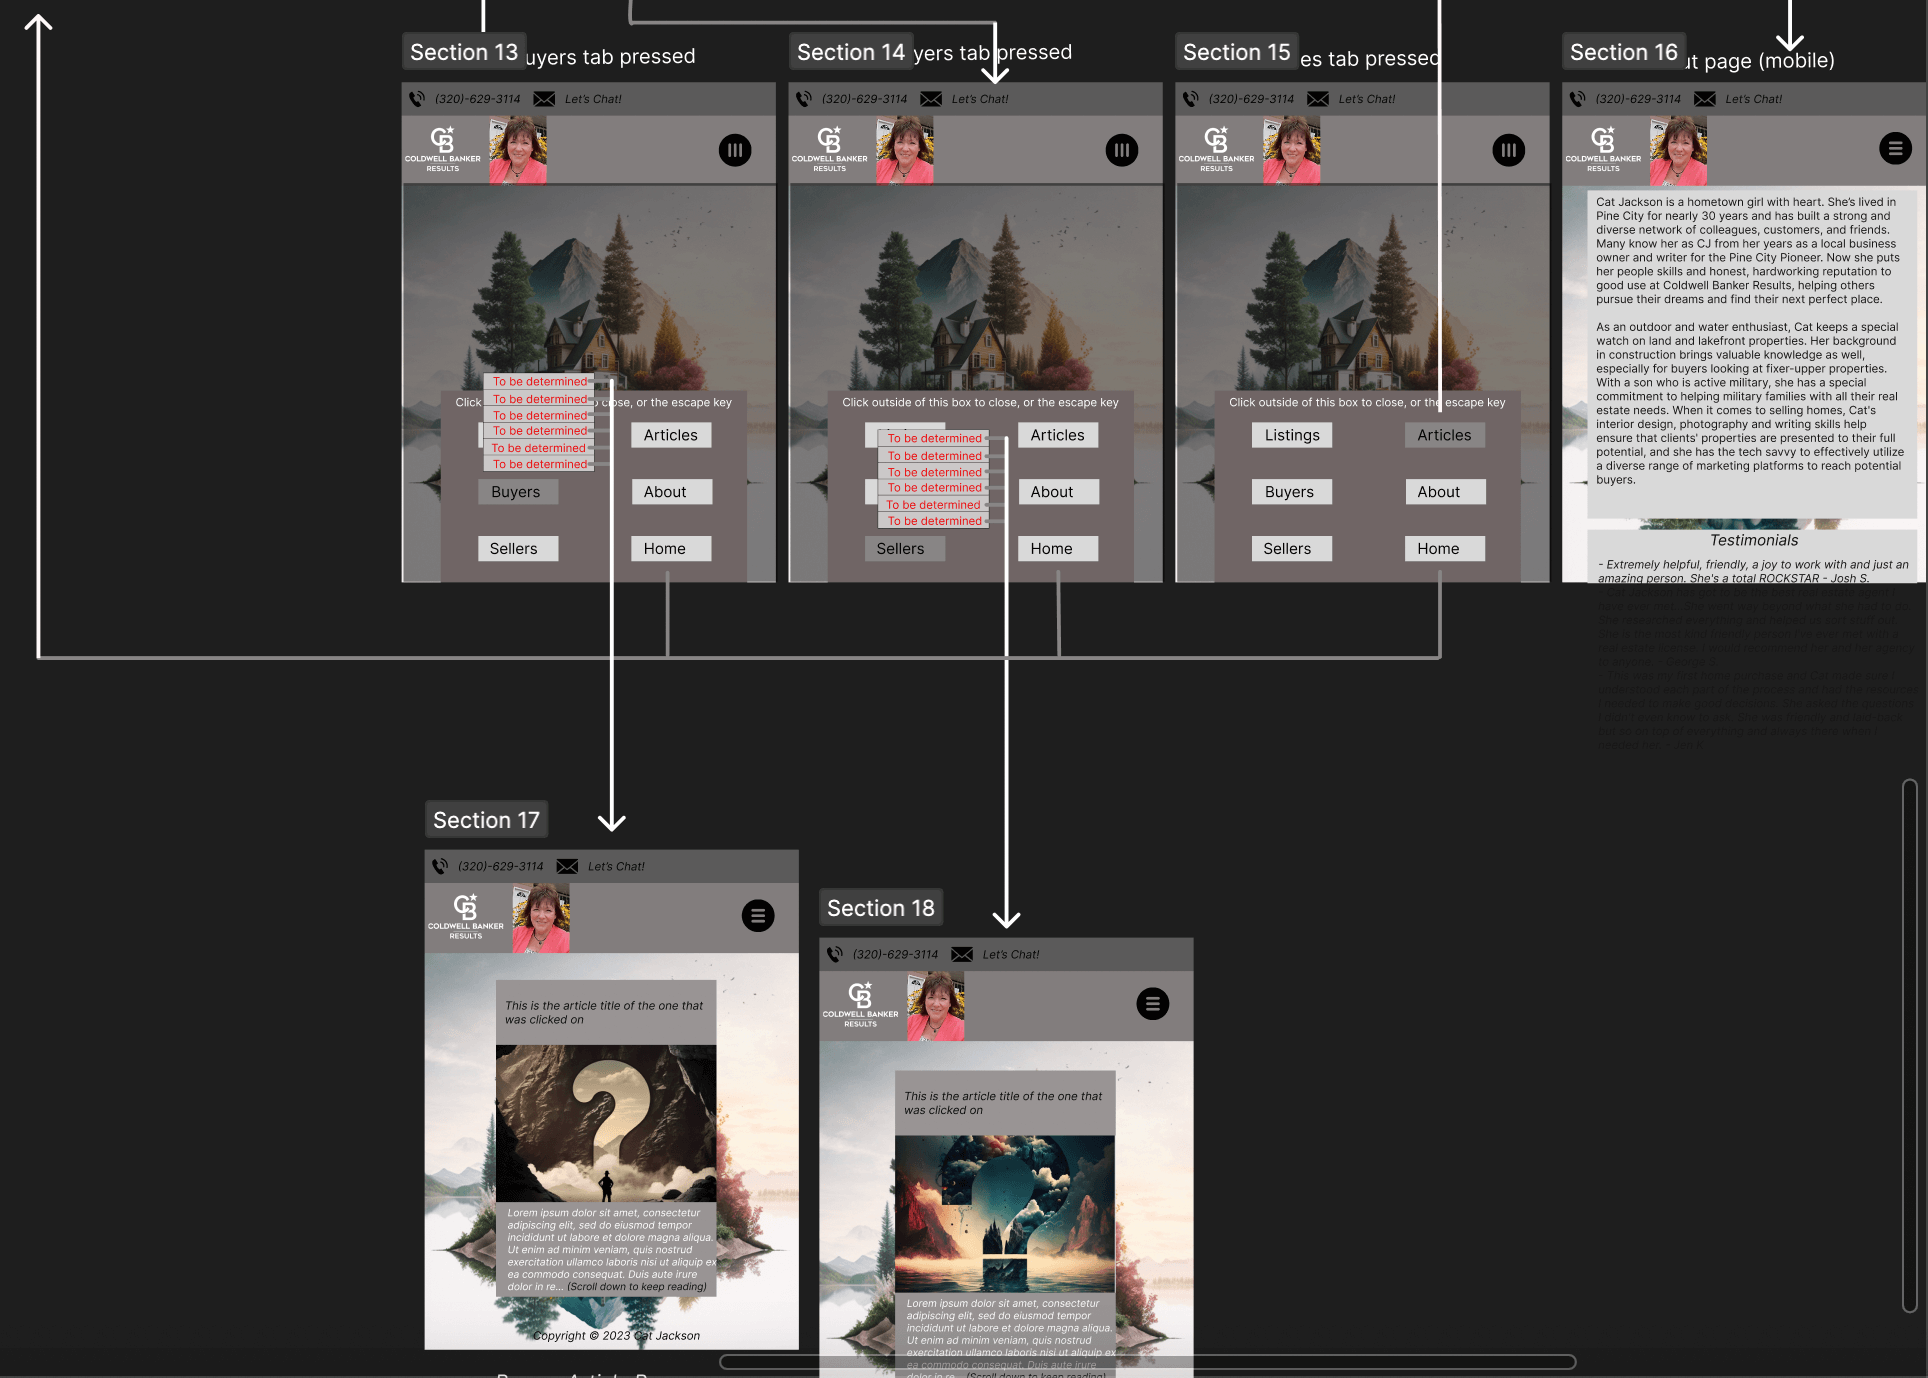 Section 13
uyers tab pressed
(320)-629-3114
Let's Chat!
COLDWELL BANKER
RESULTS
To be determined
To be determined
To be determined
To be determined
To be determined
To be determined
Click
close, or the escape key
Articles
Buyers
About
Sellers
Home
Section 14
yers tab pressed
(320)-629-3114
Let's Chat!
COLDWELL BANKER
RESULTS
Click outside of this box to close, or the escape key
To be determined
To be determined
To be determined
To be determined
To be determined
To be determined
Articles
About
Sellers
Home
Section 15
es tab pressed
(320)-629-3114
Let's Chat!
COLDWELL BANKER
RESULTS
Click outside of this box to close, or the escape key
Listings
Articles
Buyers
About
Sellers
Home
Section 16
ut page (mobile)
(320)-629-3114
Let's Chat!
COLDWELL BANKER
RESULTS
Cat Jackson is a hometown girl with heart. She's lived in
Pine City for nearly 30 years and has built a strong and
diverse network of colleagues, customers, and friends.
Many know her as CJ from her years as a local business
owner and writer for the Pine City Pioneer. Now she puts
her people skills and honest, hardworking reputation to
good use at Coldwell Banker Results, helping others
pursue their dreams and find their next perfect place.
As an outdoor and water enthusiast, Cat keeps a special
watch on land and lakefront properties. Her background
in construction brings valuable knowledge as well,
especially for buyers looking at fixer-upper properties.
With a son who is active military, she has a special
commitment to helping military families with all their real
estate needs. When it comes to selling homes, Cat's
interior design, photography and writing skills help
ensure that clients' properties are presented to their full
potential, and she has the tech savvy to effectively utilize
a diverse range of marketing platforms to reach potential
buyers.
Testimonials
- Extremely helpful, friendly, a joy to work with and just an
amazing person. She's a total ROCKSTAR - Josh S.
Section 17
(320)-629-3114
Let's Chat!
COLDWELL BANKER
RESULTS
This is the article title of the one that
was clicked on
Lorem ipsum dolor sit amet, consectetur
adipiscing elit, sed do eiusmod tempor
incididunt ut labore et dolore magna aliqua.
Ut enim ad minim veniam, quis nostrud
exercitation ullamco laboris nisi ut aliquip ex
ea commodo consequat. Duis aute irure
dolor in re... (Scroll down to keep reading)
Copyright © 2023 Cat Jackson
Section 18
(320)-629-3114
Let's Chat!
COLDWELL BANKER
RESULTS
This is the article title of the one that
was clicked on
Lorem ipsum dolor sit amet, consectetur
adipiscing elit, sed do eiusmod tempor
incididunt ut labore et dolore magna aliqua.
Ut enim ad minim veniam, quis nostrud
exercitation ullamco laboris nisi ut aliquip ex
ea commodo consequat. Duis aute irure
dolor in re... (Scroll down to keep reading)